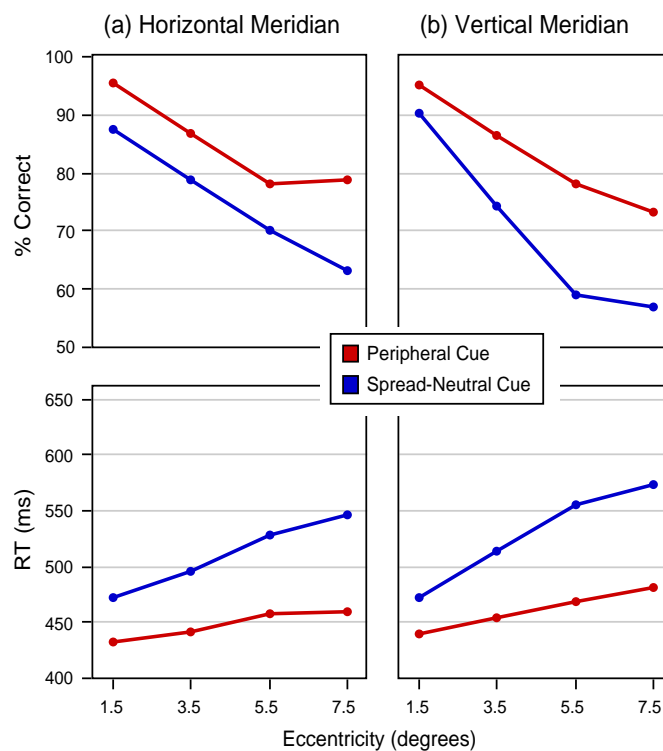 (a) Horizontal Meridian
(b) Vertical Meridian
100
90
80
70
60
50
% Correct
Peripheral Cue
Spread-Neutral Cue
650
600
550
500
450
400
RT (ms)
1.5 3.5 5.5 7.5
1.5 3.5 5.5 7.5
Eccentricity (degrees)